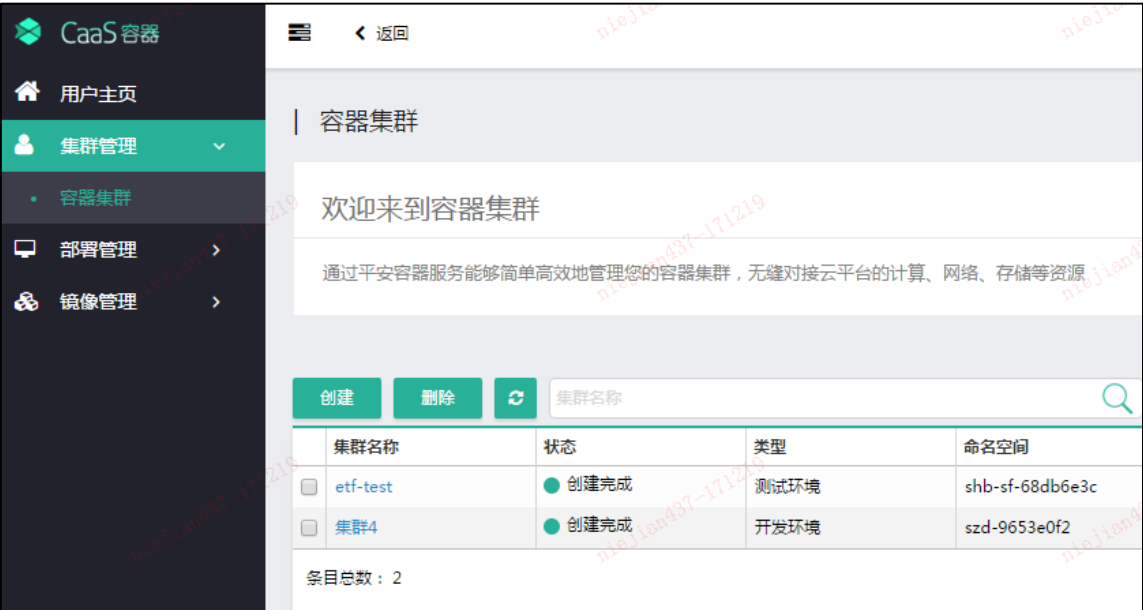 CaaS容器
返回
用户主页
集群管理
容器集群
部署管理
镜像管理
容器集群
欢迎来到容器集群
通过平安容器服务能够简单高效地管理您的容器集群，无缝对接云平台的计算、网络、存储等资源
创建 删除 集群名称
集群名称 状态 类型 命名空间
etf-test 创建完成 测试环境 shb-sf-68db6e3c
集群4 创建完成 开发环境 szd-9653e0f2
条目总数： 2
niejian437-171219